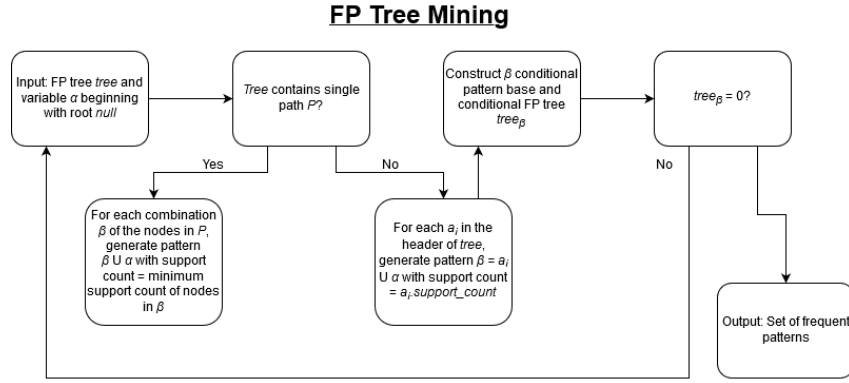 FP Tree Mining
Input: FP tree tree and
variable α beginning
with root null
Tree contains single
path P?
Construct β conditional
pattern base and
conditional FP tree
treeβ
treeβ = 0?
Yes
No
No
For each combination
β of the nodes in P,
generate pattern
β U α with support
count = minimum
support count of nodes
in β
For each ai in the
header of tree,
generate pattern β = ai
U α with support count
= ai.support_count
Output: Set of frequent
patterns